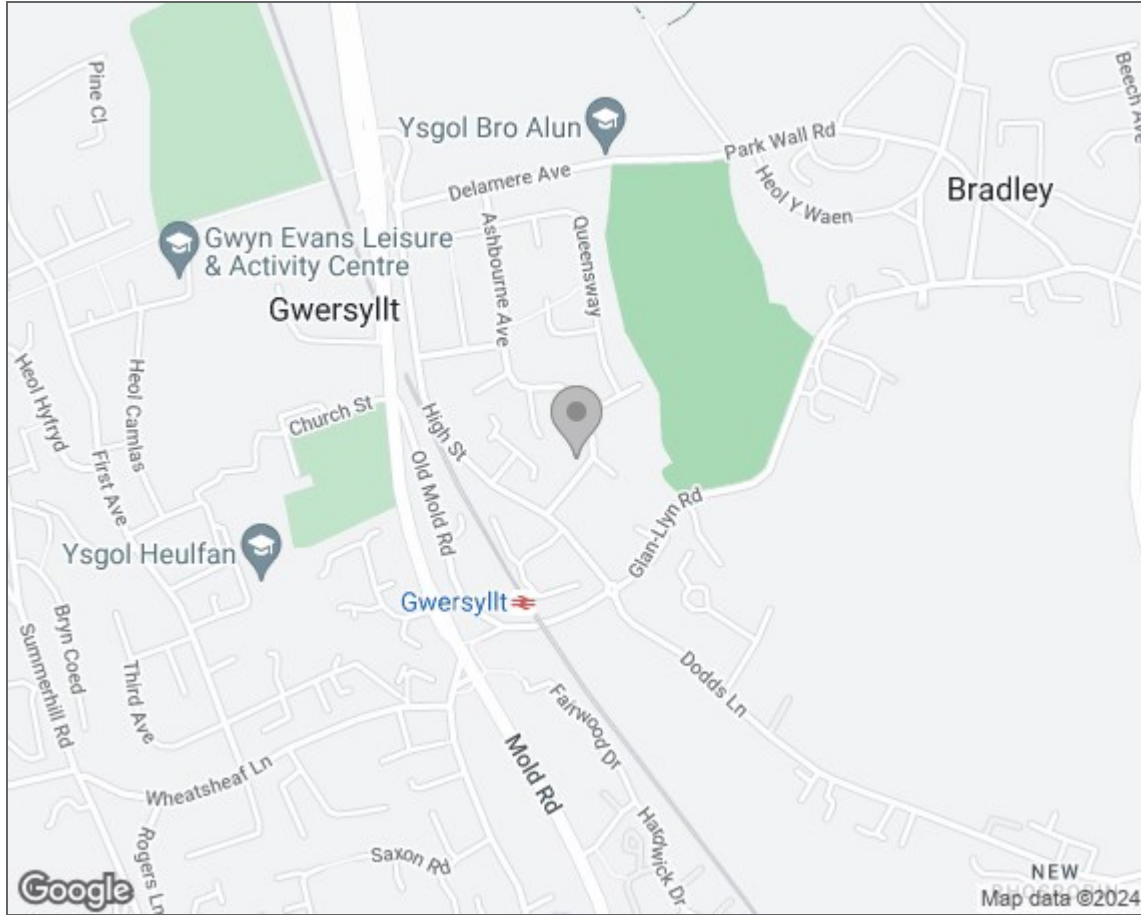 Pine Cl
Beech Ave
Ysgol Bro Alun
Park Wall Rd
Delamere Ave
Heol Y Waen
Bradley
Ashbourne Ave
Queensway
Gwyn Evans Leisure
& Activity Centre
Gwersyllt
Heol Hyfryd
Heol Camlas
Church St
High St
First Ave
Old Mold Rd
Glan-Llyn Rd
Ysgol Heulfan
Gwersyllt
Bryn Coed
Summerhill Rd
Third Ave
Dodds Ln
Fairwood Dr
Wheatsheaf Ln
Mold Rd
Hardwick Dr
Rogers Ln
Saxon Rd
NEW
Google
Map data ©2024